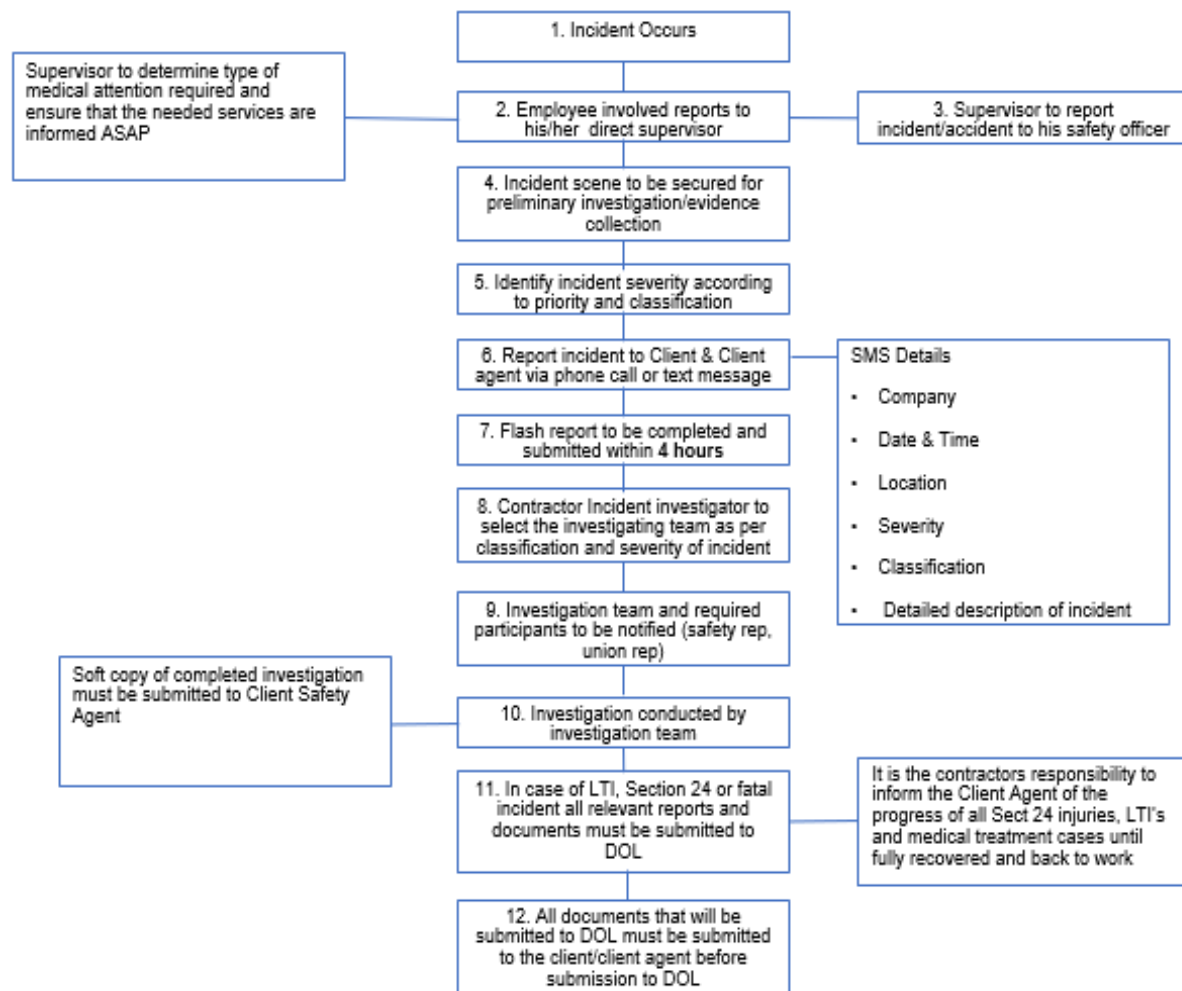 1. Incident Occurs
Supervisor to determine type of
medical attention required and
ensure that the needed services are
informed ASAP
2. Employee involved reports to
his/her direct supervisor
3. Supervisor to report
incident/accident to his safety officer
4. Incident scene to be secured for
preliminary investigation/evidence
collection
5. Identify incident severity according
to priority and classification
6. Report incident to Client & Client
agent via phone call or text message
SMS Details
▪ Company
▪ Date & Time
▪ Location
▪ Severity
▪ Classification
▪ Detailed description of incident
7. Flash report to be completed and
submitted within 4 hours
8. Contractor Incident investigator to
select the investigating team as per
classification and severity of incident
9. Investigation team and required
participants to be notified (safety rep,
union rep)
Soft copy of completed investigation
must be submitted to Client Safety
Agent
10. Investigation conducted by
investigation team
11. In case of LTI, Section 24 or fatal
incident all relevant reports and
documents must be submitted to
DOL
It is the contractors responsibility to
inform the Client Agent of the
progress of all Sect 24 injuries, LTI's
and medical treatment cases until
fully recovered and back to work
12. All documents that will be
submitted to DOL must be submitted
to the client/client agent before
submission to DOL